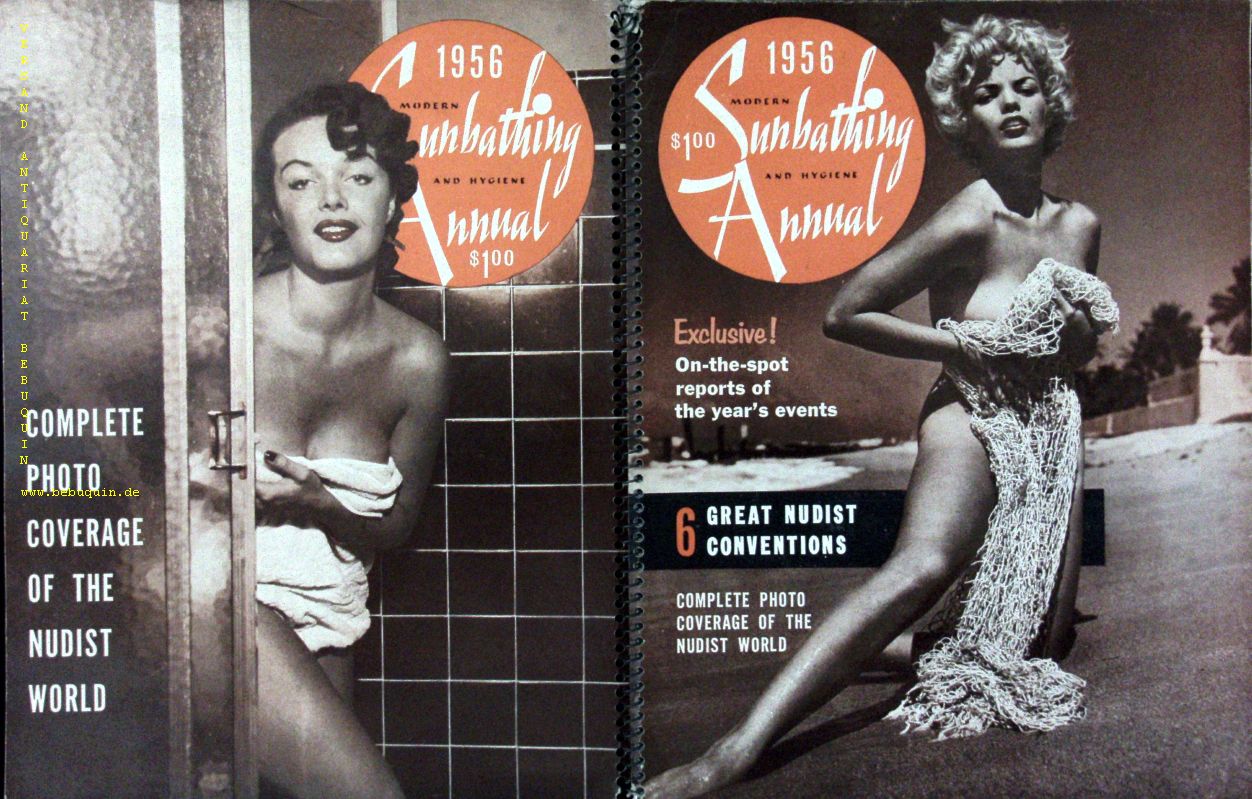 VERSAND ANTIQUARIAT BEBUQUIN
www.bebuquin.de
1956
MODERN
Sunbathing
AND HYGIENE
Annual
$1.00
COMPLETE
PHOTO
COVERAGE
OF THE
NUDIST
WORLD
1956
MODERN
$1.00
Sunbathing
AND HYGIENE
Annual
Exclusive!
On-the-spot
reports of
the year's events
6 GREAT NUDIST
CONVENTIONS
COMPLETE PHOTO
COVERAGE OF THE
NUDIST WORLD